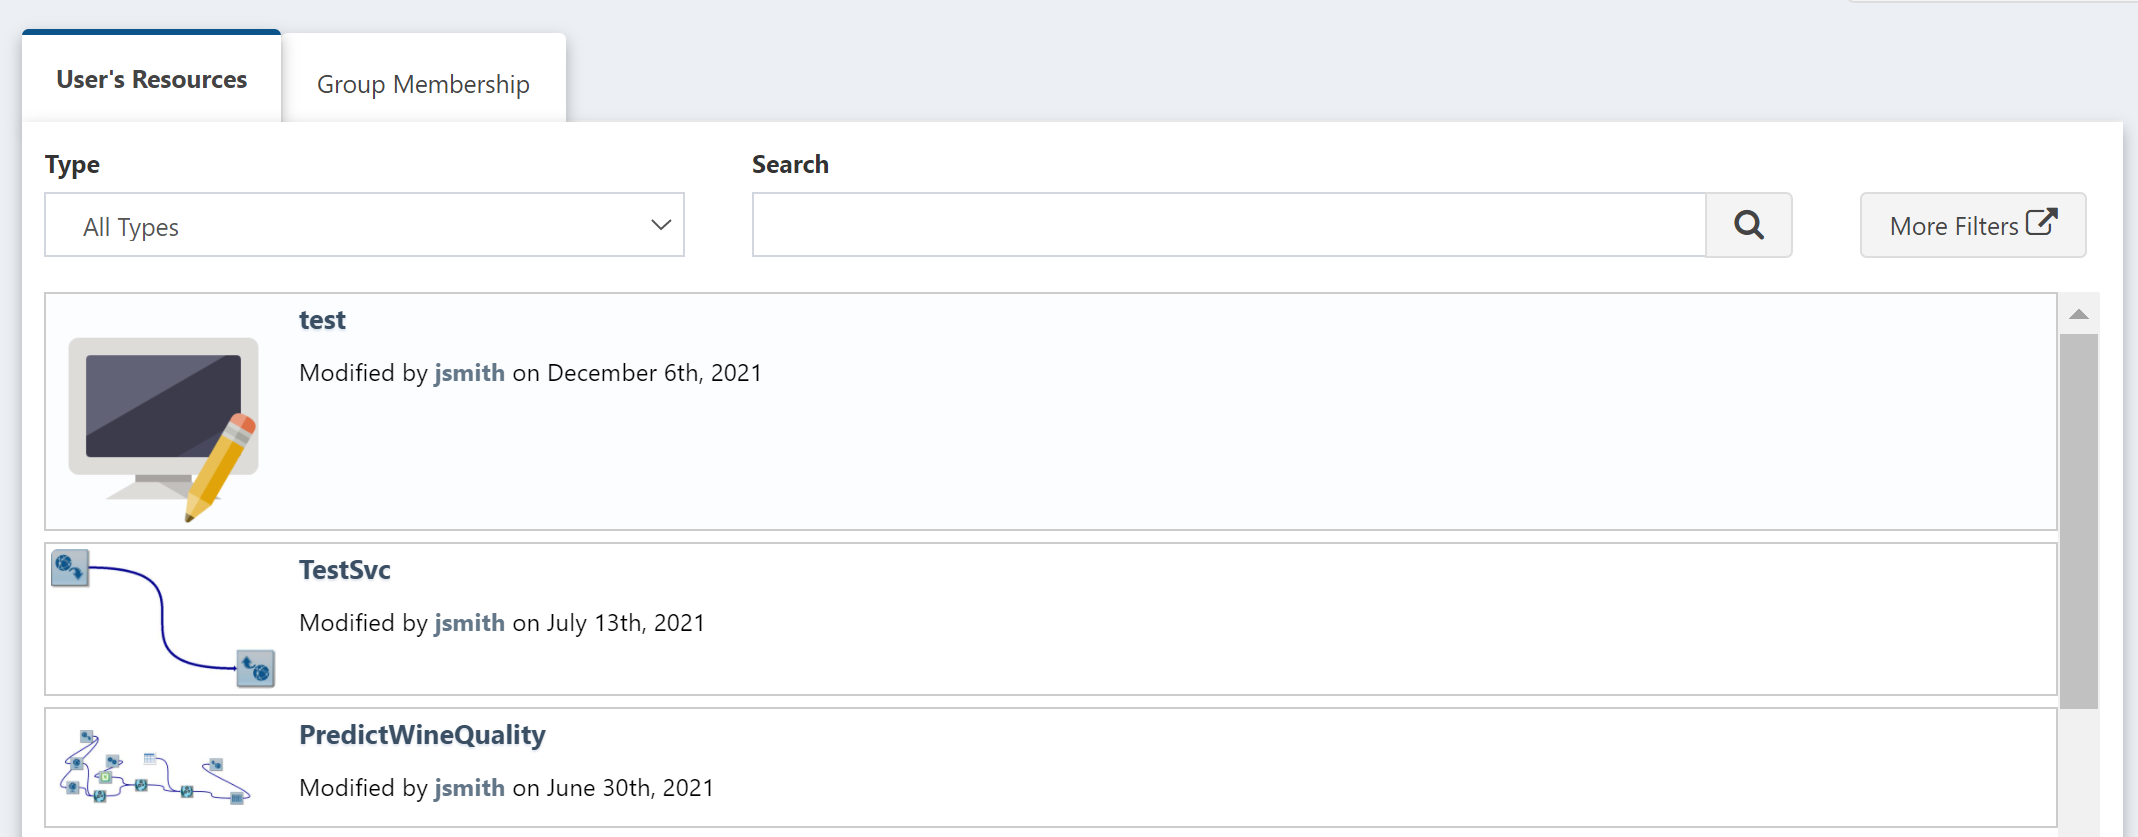 User's Resources
Group Membership
Type
Search
All Types
More Filters
test
Modified by jsmith on December 6th, 2021
TestSvc
Modified by jsmith on July 13th, 2021
PredictWineQuality
Modified by jsmith on June 30th, 2021